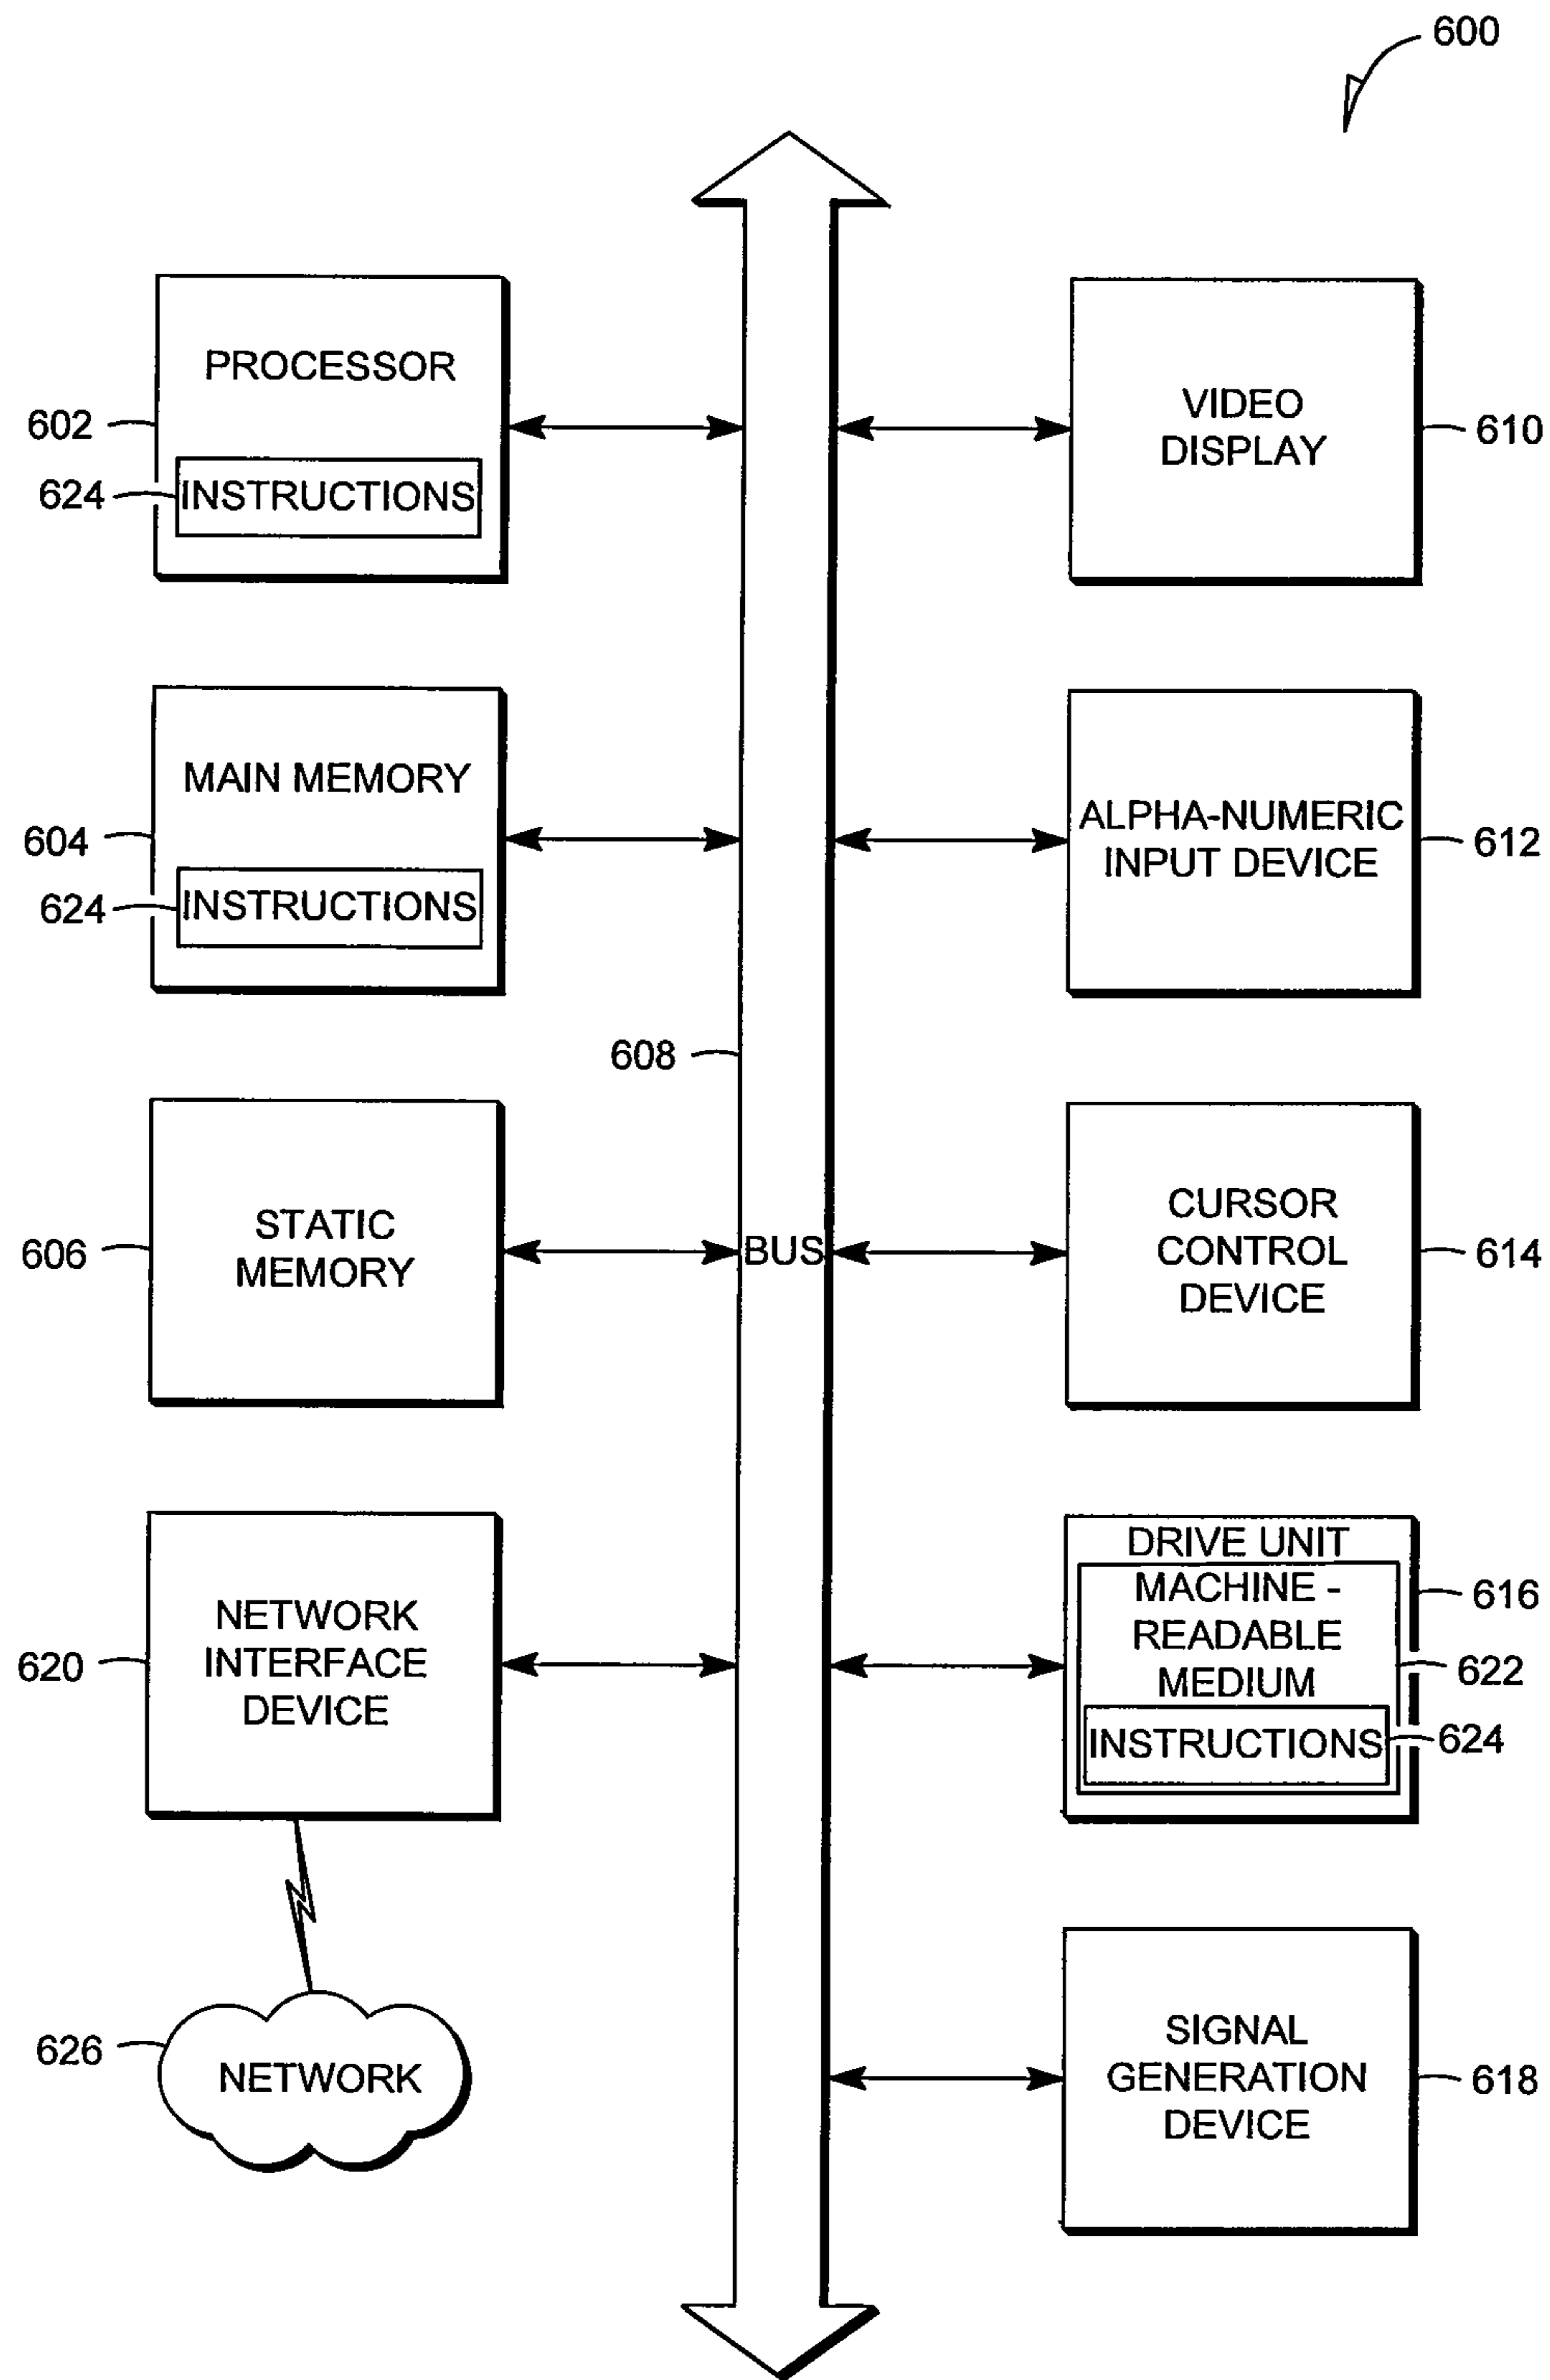 600
PROCESSOR
602
624
INSTRUCTIONS
VIDEO
DISPLAY
610
MAIN MEMORY
604
624
INSTRUCTIONS
ALPHA-NUMERIC
INPUT DEVICE
612
608
STATIC
MEMORY
606
BUS
CURSOR
CONTROL
DEVICE
614
NETWORK
INTERFACE
DEVICE
620
DRIVE UNIT
MACHINE -
READABLE
MEDIUM
616
622
INSTRUCTIONS
624
626
NETWORK
SIGNAL
GENERATION
DEVICE
618